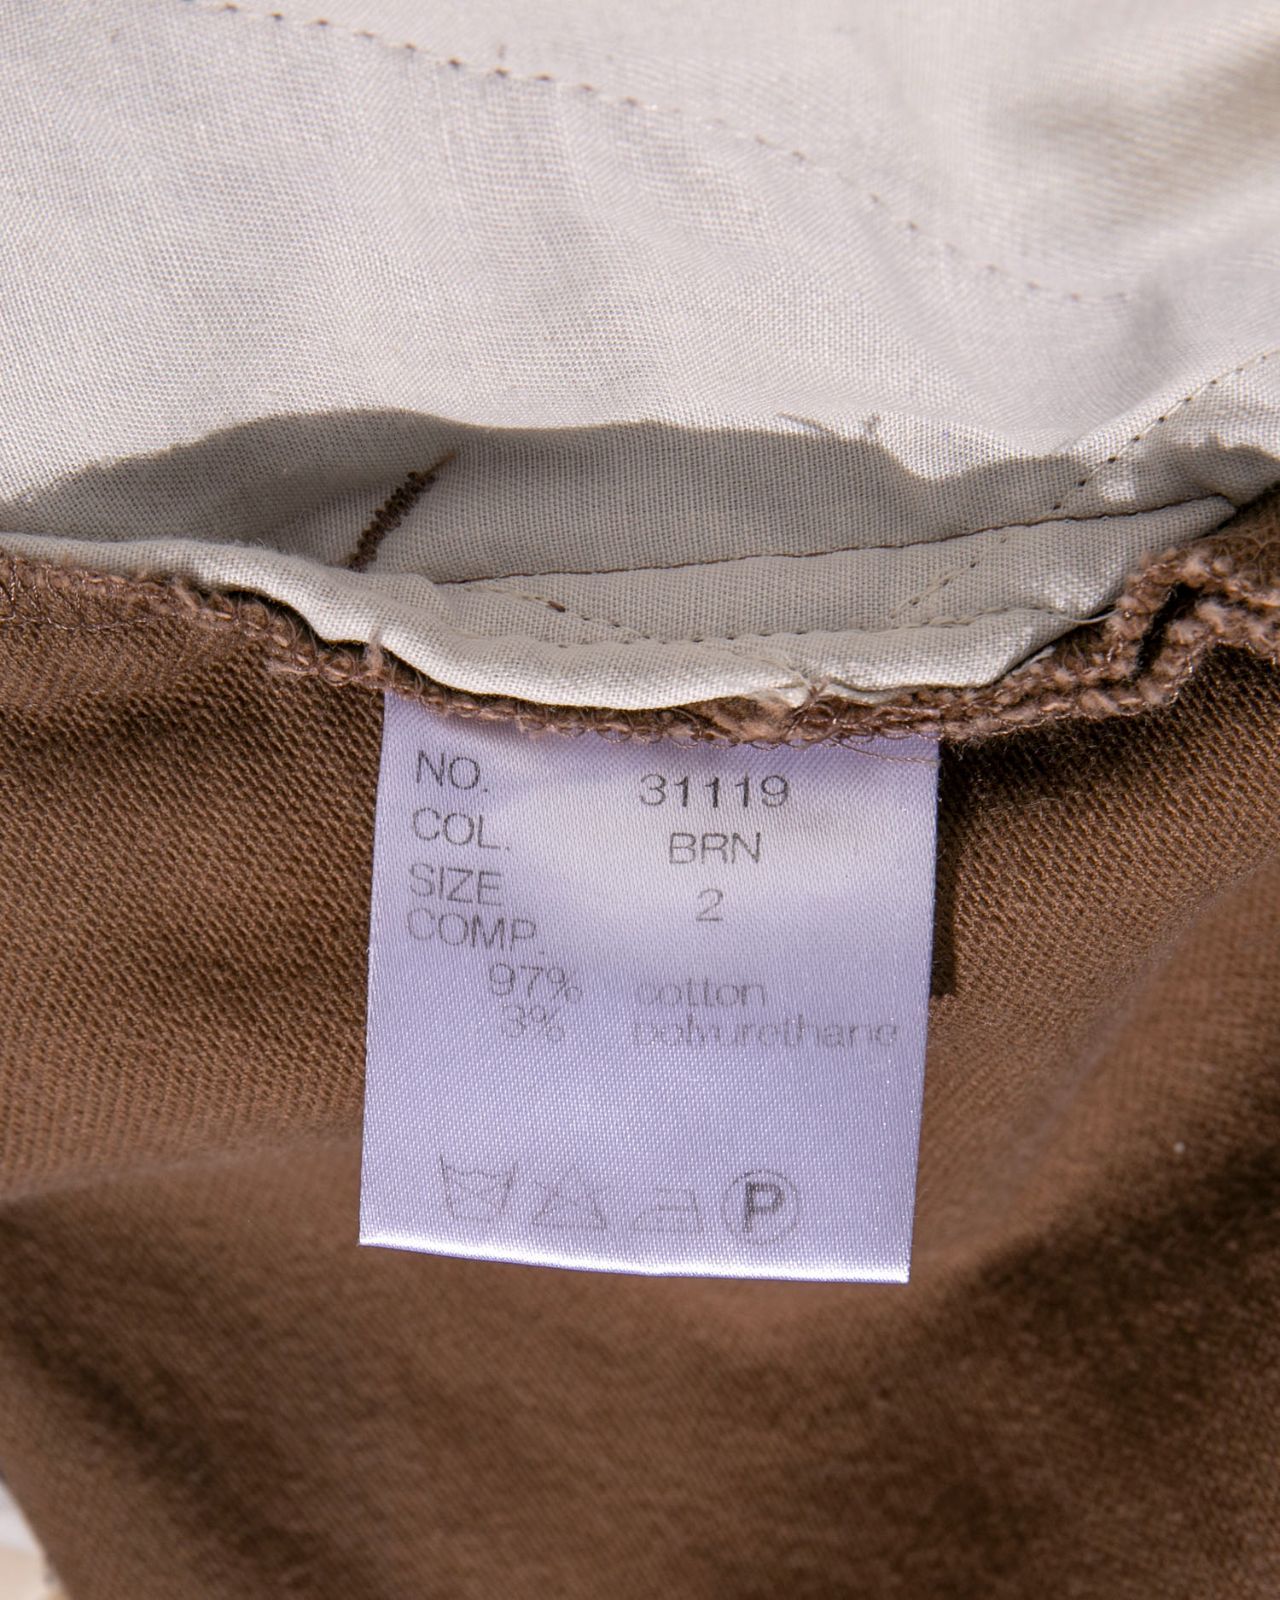 NO. 31119
COL. BRN
SIZE 2
COMP.
97% cotton
3% polyurethane
P